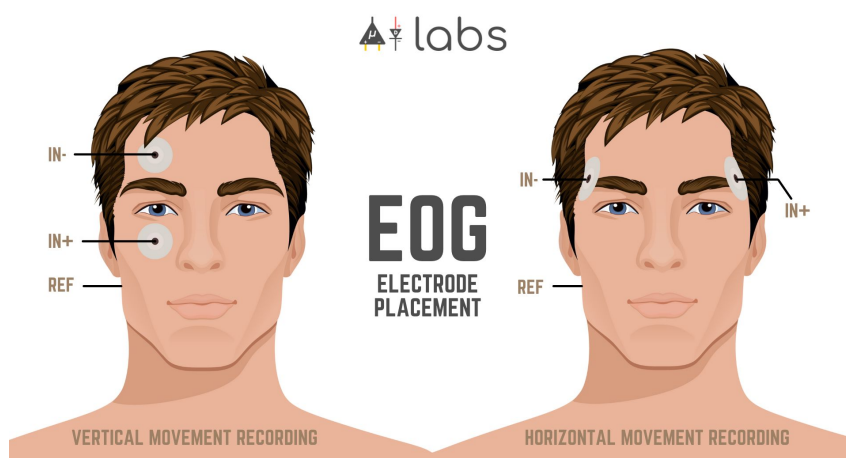 μ labs
IN-
IN+
REF
EOG
ELECTRODE
PLACEMENT
IN-
IN+
REF
VERTICAL MOVEMENT RECORDING
HORIZONTAL MOVEMENT RECORDING